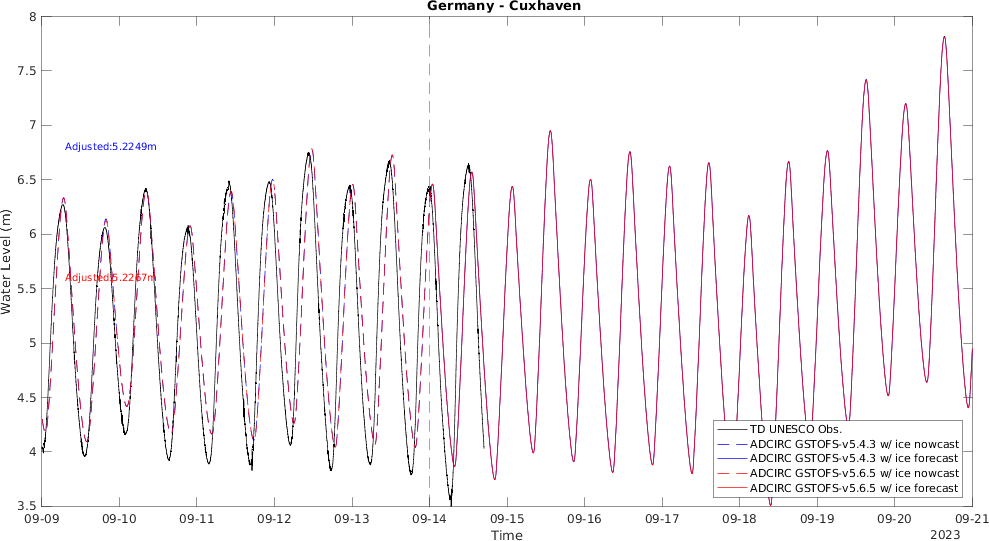 Germany - Cuxhaven
8
7.5
7
6.5
6
5.5
5
4.5
4
3.5
Water Level (m)
Adjusted:5.2249m
Adjusted:5.2267m
TD UNESCO Obs.
ADCIRC GSTOFS-v5.4.3 w/ ice nowcast
ADCIRC GSTOFS-v5.4.3 w/ ice forecast
ADCIRC GSTOFS-v5.6.5 w/ ice nowcast
ADCIRC GSTOFS-v5.6.5 w/ ice forecast
09-09 09-10 09-11 09-12 09-13 09-14 09-15 09-16 09-17 09-18 09-19 09-20 09-21
Time
2023